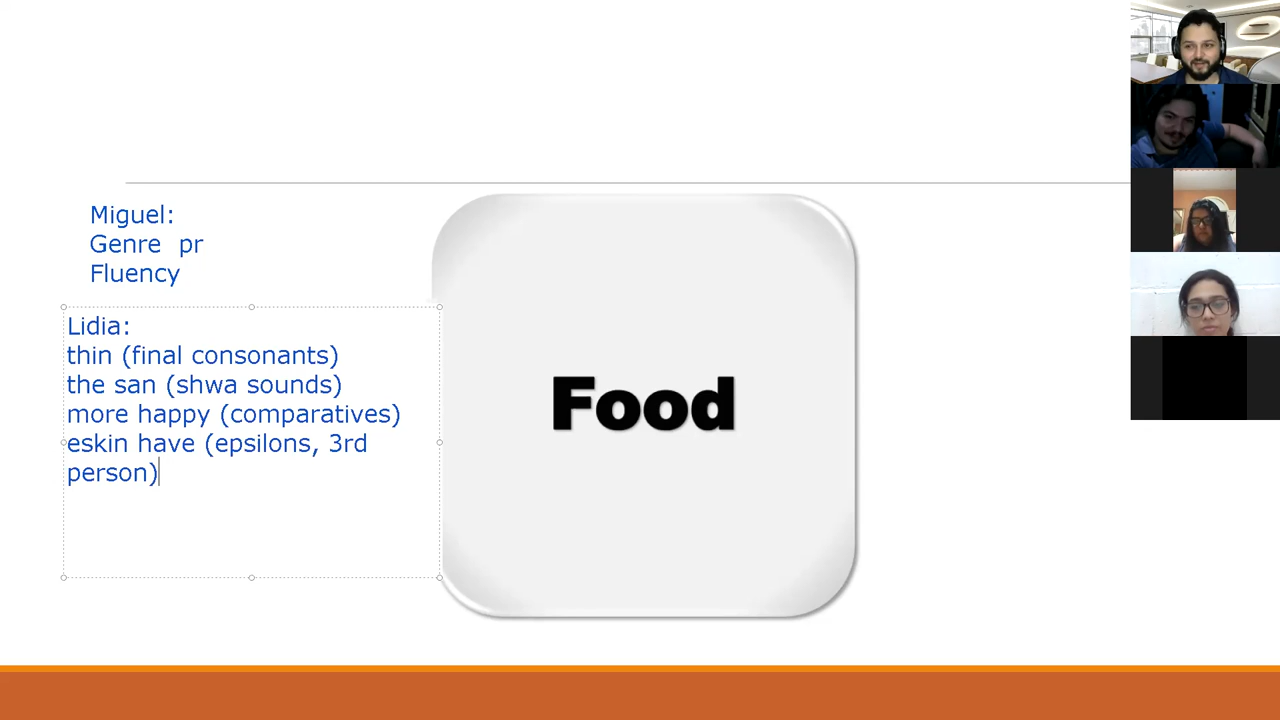 Miguel:
Genre pr
Fluency
Lidia:
thin (final consonants)
the san (shwa sounds)
more happy (comparatives)
eskin have (epsilons, 3rd
person)
Food